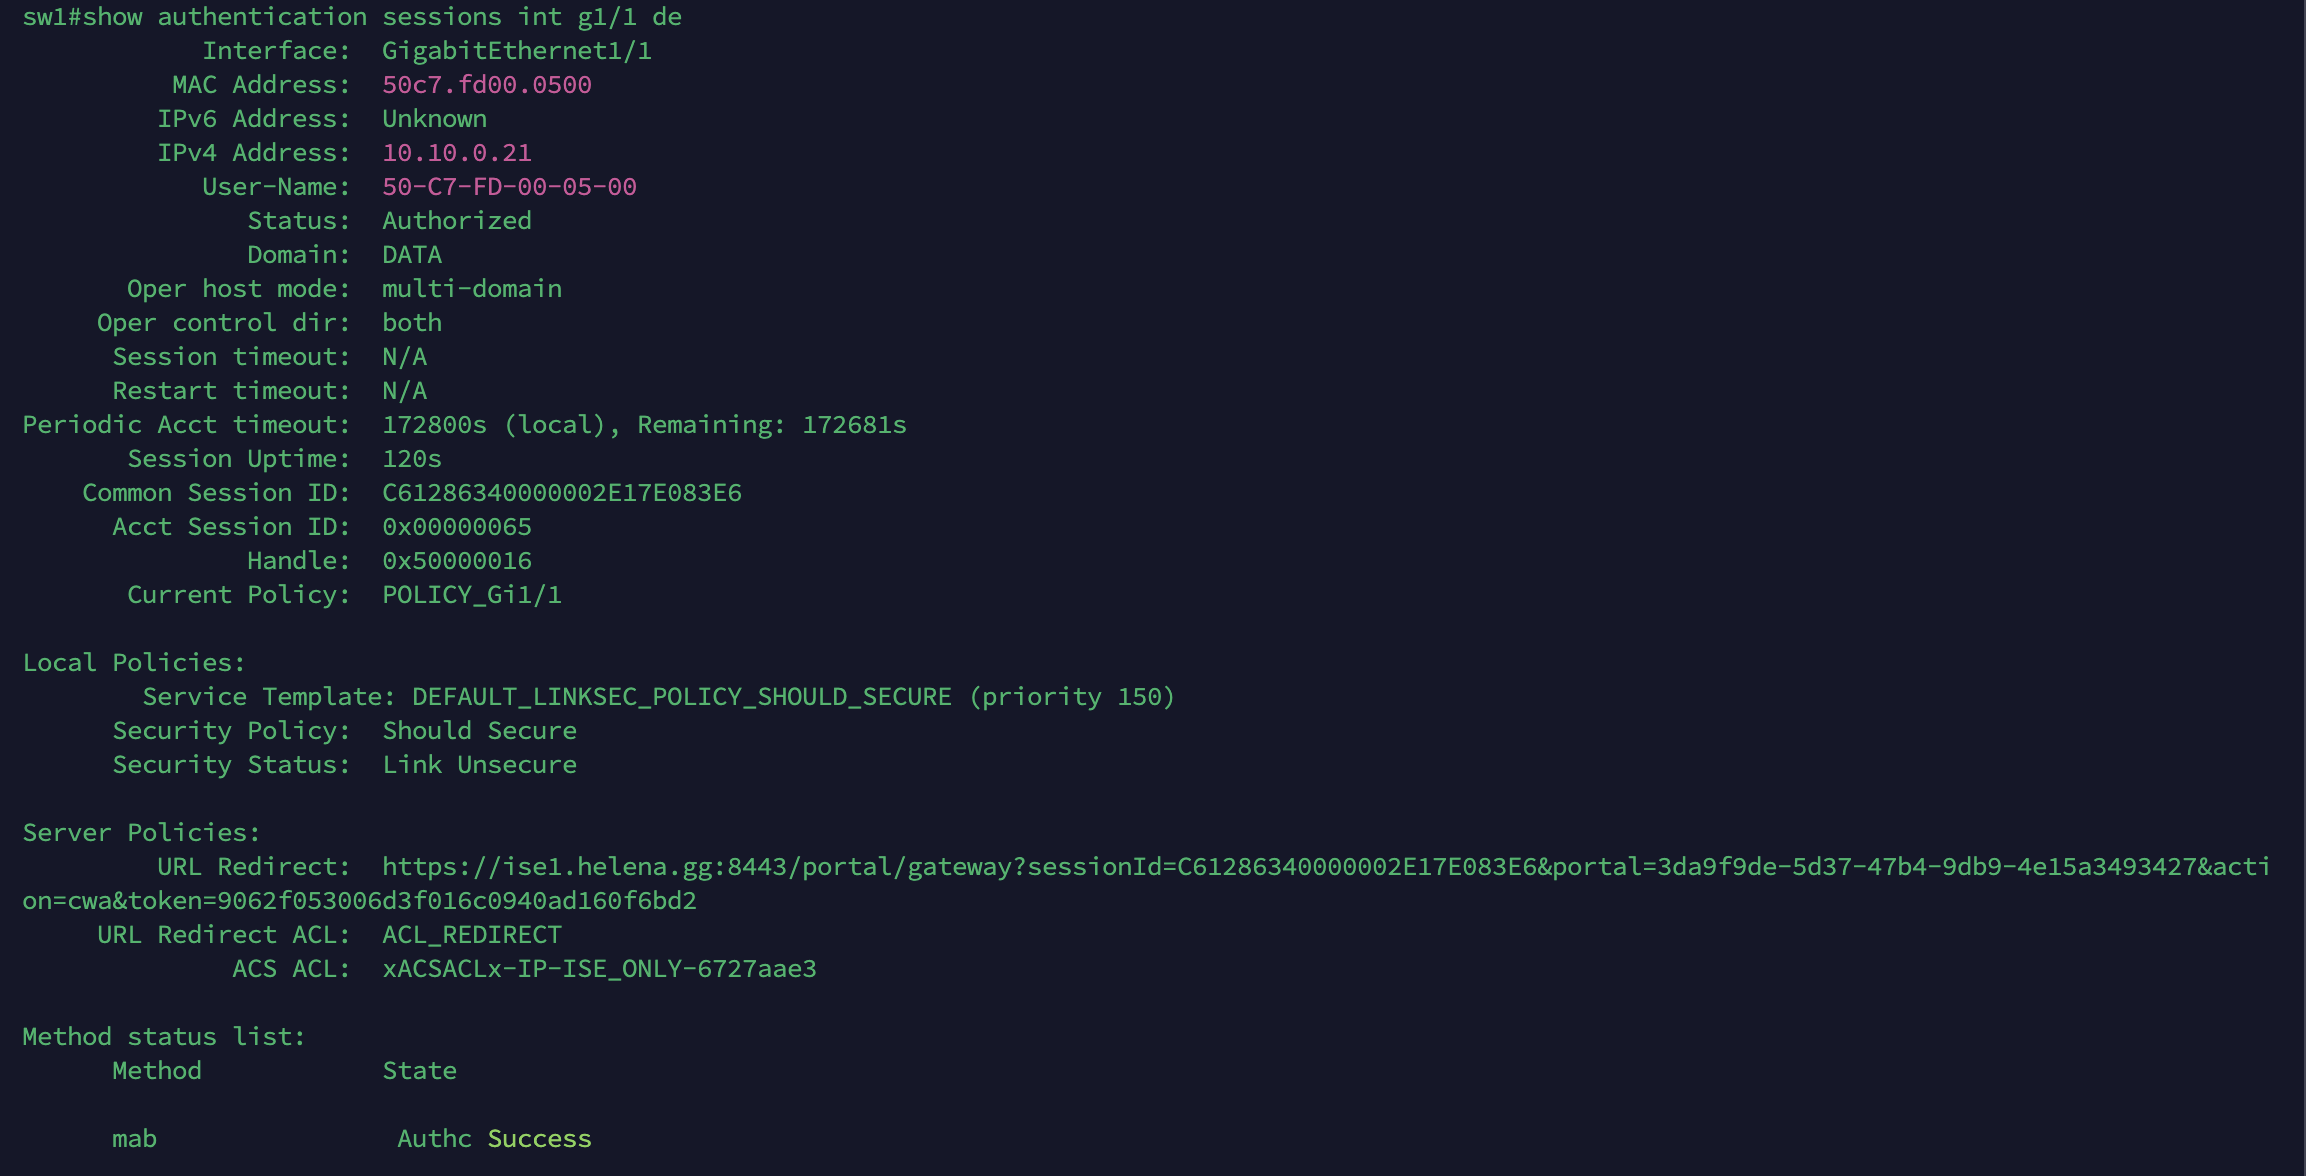 sw1#show authentication sessions int g1/1 de
Interface: GigabitEthernet1/1
MAC Address: 50c7.fd00.0500
IPv6 Address: Unknown
IPv4 Address: 10.10.0.21
User-Name: 50-C7-FD-00-05-00
Status: Authorized
Domain: DATA
Oper host mode: multi-domain
Oper control dir: both
Session timeout: N/A
Restart timeout: N/A
Periodic Acct timeout: 172800s (local), Remaining: 172681s
Session Uptime: 120s
Common Session ID: C61286340000002E17E083E6
Acct Session ID: 0x00000065
Handle: 0x50000016
Current Policy: POLICY_Gi1/1
Local Policies:
Service Template: DEFAULT_LINKSEC_POLICY_SHOULD_SECURE (priority 150)
Security Policy: Should Secure
Security Status: Link Unsecure
Server Policies:
URL Redirect: https://ise1.helena.gg:8443/portal/gateway?sessionId=C61286340000002E17E083E6&portal=3da9f9de-5d37-47b4-9db9-4e15a3493427&acti
on=cwa&token=9062f053006d3f016c0940ad160f6bd2
URL Redirect ACL: ACL_REDIRECT
ACS ACL: xACSACLx-IP-ISE_ONLY-6727aae3
Method status list:
Method State
mab Authc Success